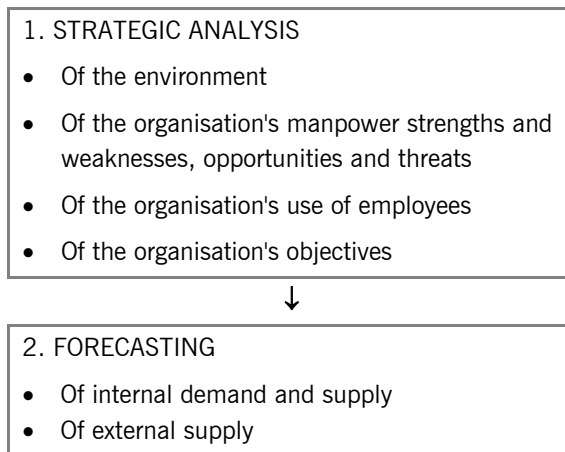 1. STRATEGIC ANALYSIS
• Of the environment
• Of the organisation's manpower strengths and
weaknesses, opportunities and threats
• Of the organisation's use of employees
• Of the organisation's objectives
↓
2. FORECASTING
• Of internal demand and supply
• Of external supply